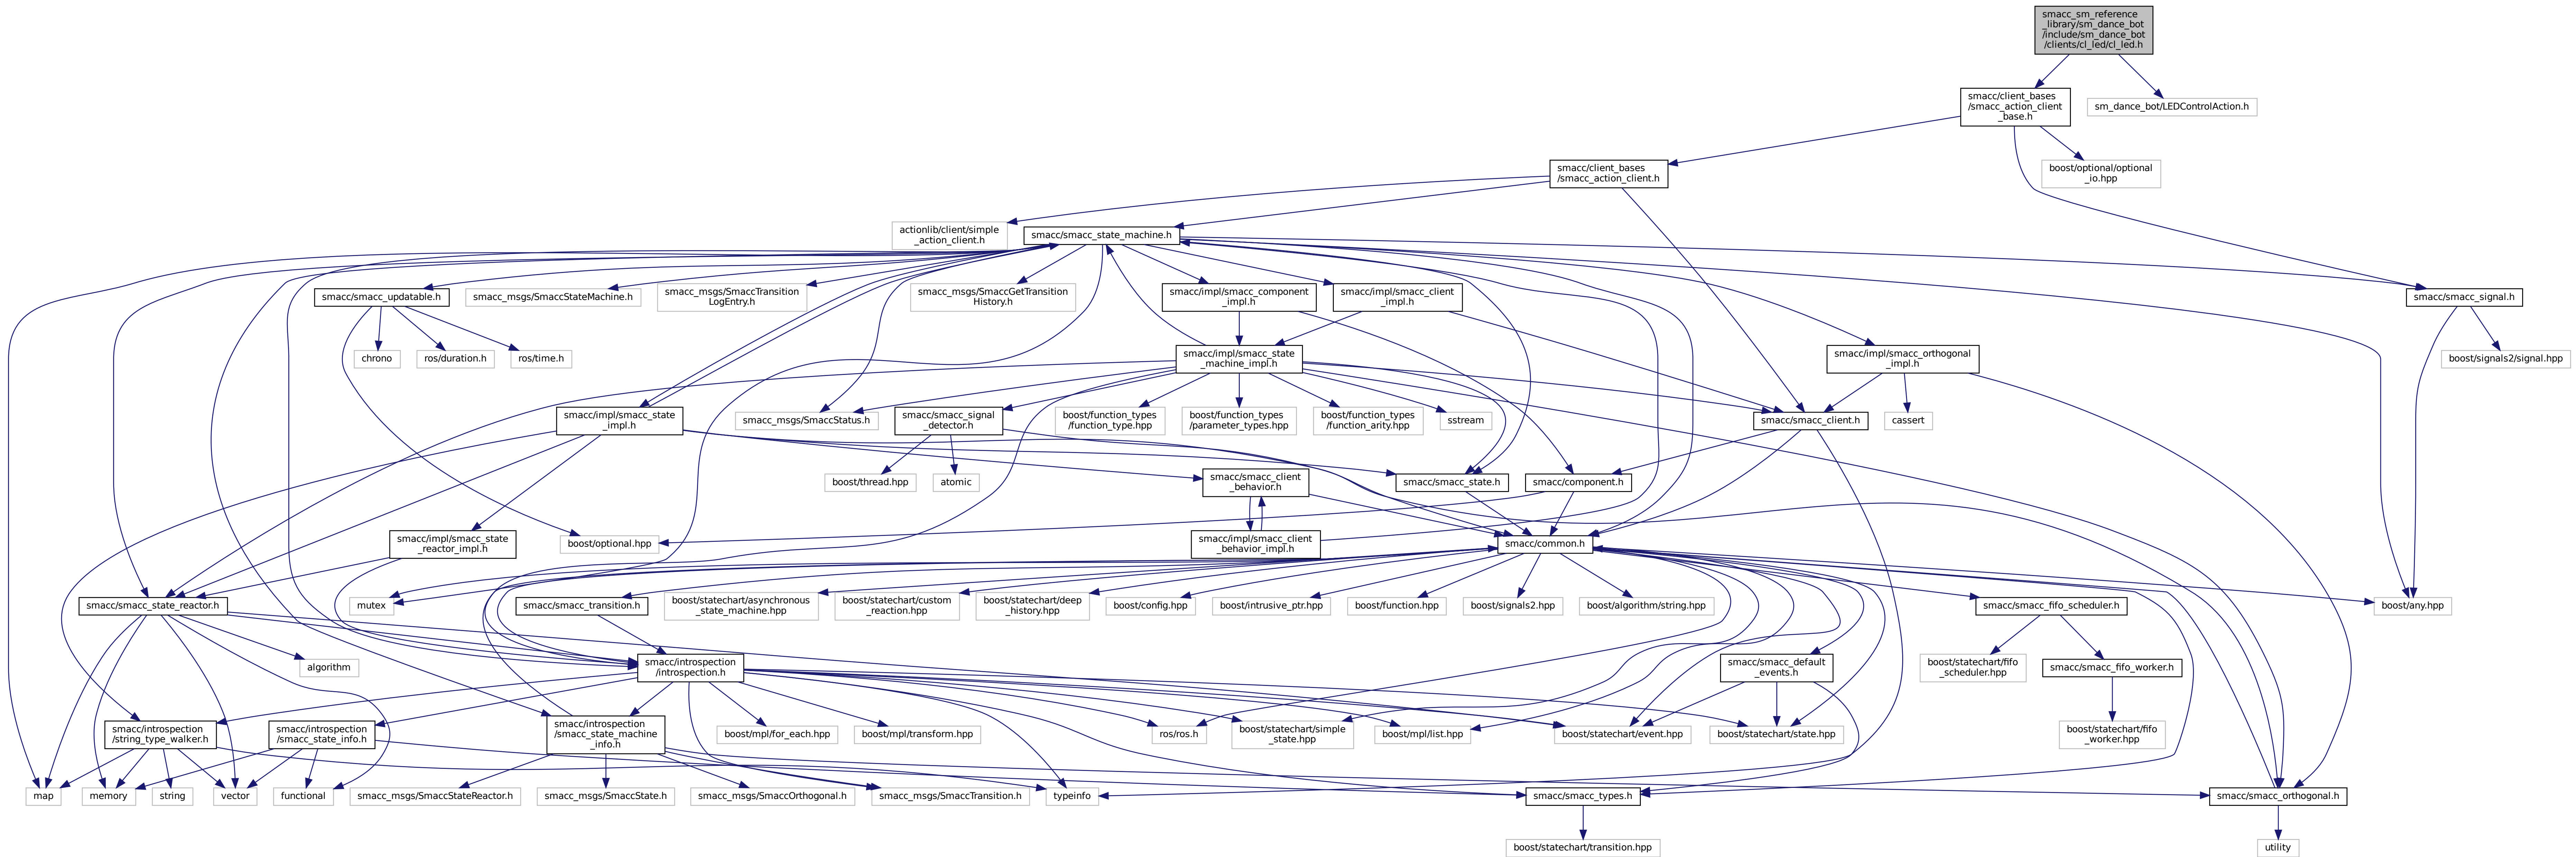 smacc_sm_reference
_library/sm_dance_bot
/include/sm_dance_bot
/clients/cl_led/cl_led.h
smacc/client_bases
/smacc_action_client
_base.h
sm_dance_bot/LEDControlAction.h
smacc/client_bases
/smacc_action_client.h
boost/optional/optional
_io.hpp
actionlib/client/simple
_action_client.h
smacc/smacc_state_machine.h
smacc/smacc_updatable.h
smacc_msgs/SmaccStateMachine.h
smacc_msgs/SmaccTransition
LogEntry.h
smacc_msgs/SmaccGetTransition
History.h
smacc/impl/smacc_component
_impl.h
smacc/impl/smacc_client
_impl.h
smacc/smacc_signal.h
chrono
ros/duration.h
ros/time.h
smacc/impl/smacc_state
_machine_impl.h
smacc/impl/smacc_orthogonal
_impl.h
boost/signals2/signal.hpp
smacc/impl/smacc_state
_impl.h
smacc_msgs/SmaccStatus.h
smacc/smacc_signal
_detector.h
boost/function_types
/function_type.hpp
boost/function_types
/parameter_types.hpp
boost/function_types
/function_arity.hpp
sstream
smacc/smacc_client.h
cassert
boost/thread.hpp
atomic
smacc/smacc_client
_behavior.h
smacc/smacc_state.h
smacc/component.h
smacc/impl/smacc_state
_reactor_impl.h
boost/optional.hpp
smacc/impl/smacc_client
_behavior_impl.h
smacc/common.h
smacc/smacc_state_reactor.h
mutex
smacc/smacc_transition.h
boost/statechart/asynchronous
_state_machine.hpp
boost/statechart/custom
_reaction.hpp
boost/statechart/deep
_history.hpp
boost/config.hpp
boost/intrusive_ptr.hpp
boost/function.hpp
boost/signals2.hpp
boost/algorithm/string.hpp
smacc/smacc_fifo_scheduler.h
boost/any.hpp
algorithm
smacc/introspection
/introspection.h
smacc/smacc_default
_events.h
boost/statechart/fifo
_scheduler.hpp
smacc/smacc_fifo_worker.h
smacc/introspection
/string_type_walker.h
smacc/introspection
/smacc_state_info.h
smacc/introspection
/smacc_state_machine
_info.h
boost/mpl/for_each.hpp
boost/mpl/transform.hpp
ros/ros.h
boost/statechart/simple
_state.hpp
boost/mpl/list.hpp
boost/statechart/event.hpp
boost/statechart/state.hpp
boost/statechart/fifo
_worker.hpp
map
memory
string
vector
functional
smacc_msgs/SmaccStateReactor.h
smacc_msgs/SmaccState.h
smacc_msgs/SmaccOrthogonal.h
smacc_msgs/SmaccTransition.h
typeinfo
smacc/smacc_types.h
smacc/smacc_orthogonal.h
boost/statechart/transition.hpp
utility